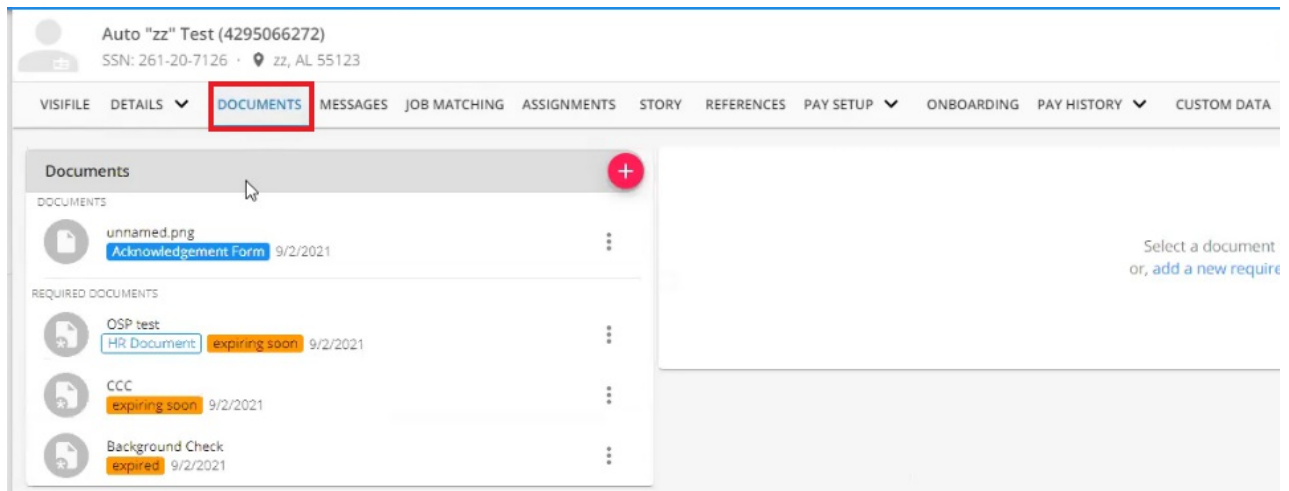 Auto "zz" Test (4295066272)
SSN: 261-20-7126 · zz, AL 55123
VISIFILE DETAILS DOCUMENTS MESSAGES JOB MATCHING ASSIGNMENTS STORY REFERENCES PAY SETUP ONBOARDING PAY HISTORY CUSTOM DATA
Documents
DOCUMENTS
unnamed.png
Acknowledgement Form 9/2/2021
REQUIRED DOCUMENTS
OSP test
HR Document expiring soon 9/2/2021
CCC
expiring soon 9/2/2021
Background Check
expired 9/2/2021
Select a document
or, add a new require